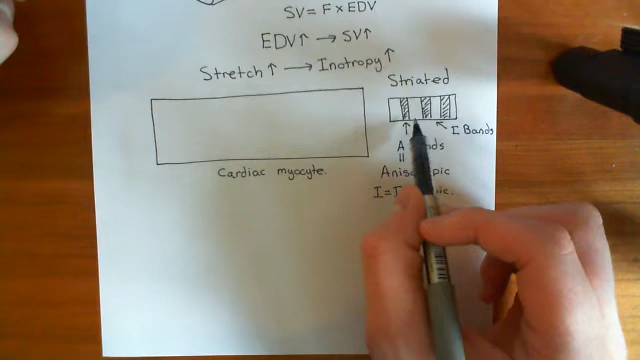 SV = F × EDV
EDV↑ → SV↑
Stretch↑ → Inotropy↑
Striated
I Bands
Cardiac myocyte.